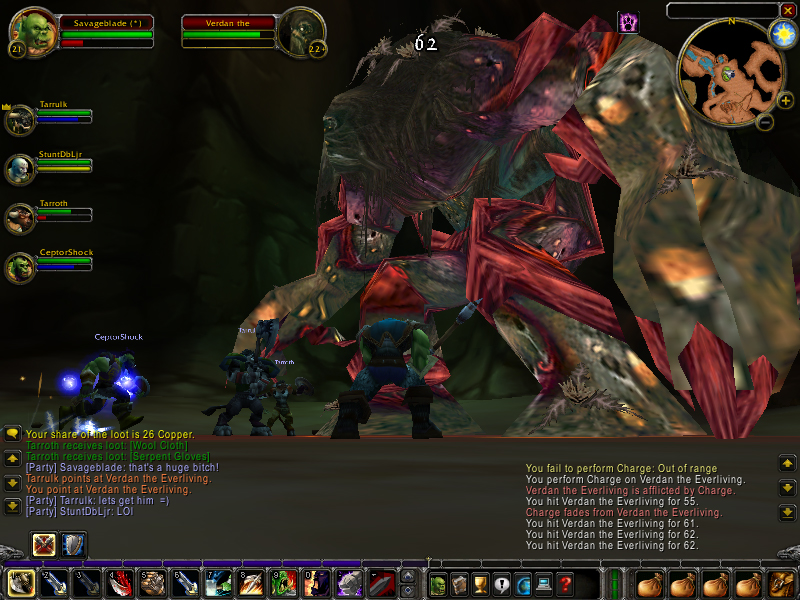 Savageblade (*)
Verdan the
21
22+
62
N
Tarrulk
StuntDbLjr
Tarroth
CeptorShock
CeptorShock
Tarroth
Your share of the loot is 26 Copper.
Tarroth receives loot: [Wool Cloth]
Tarroth receives loot: [Serpent Gloves]
[Party] Savageblade: that's a huge bitch!
Tarrulk points at Verdan the Everliving.
You point at Verdan the Everliving.
[Party] Tarrulk: lets get him =)
[Party] StuntDbLjr: LOl
You fail to perform Charge: Out of range
You perform Charge on Verdan the Everliving.
Verdan the Everliving is afflicted by Charge.
You hit Verdan the Everliving for 55.
Charge fades from Verdan the Everliving.
You hit Verdan the Everliving for 61.
You hit Verdan the Everliving for 62.
You hit Verdan the Everliving for 62.